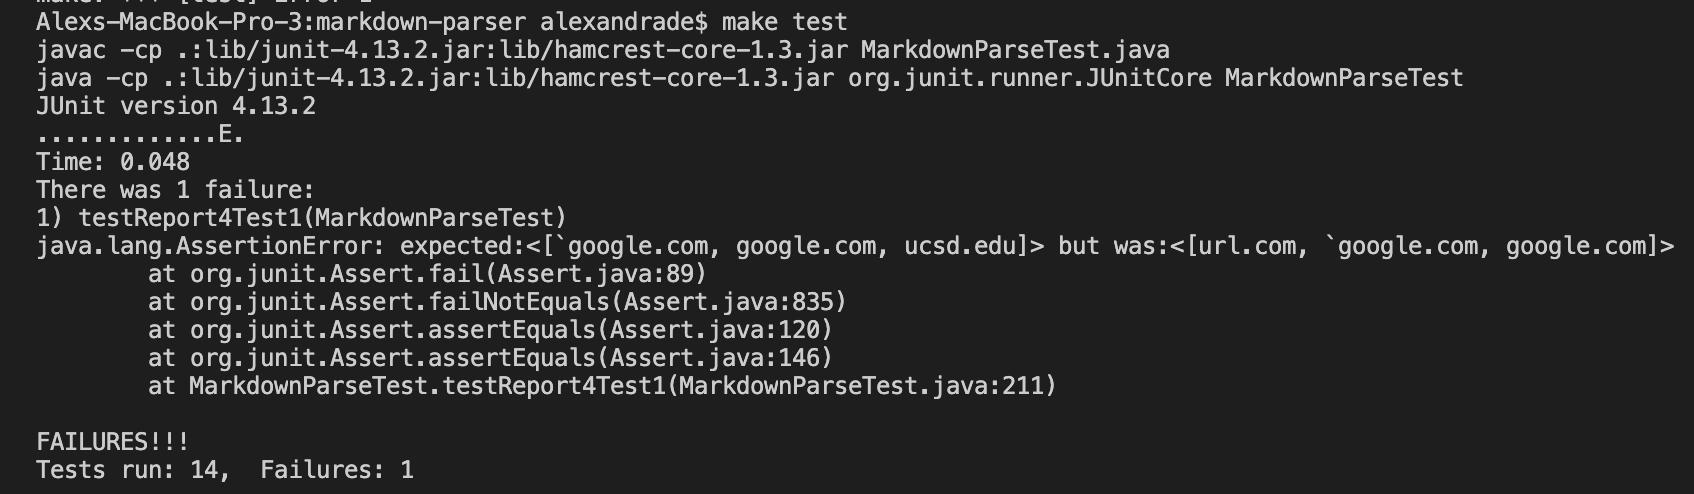 Alexs-MacBook-Pro-3:markdown-parser alexandrade$ make test
javac -cp .:lib/junit-4.13.2.jar:lib/hamcrest-core-1.3.jar MarkdownParseTest.java
java -cp .:lib/junit-4.13.2.jar:lib/hamcrest-core-1.3.jar org.junit.runner.JUnitCore MarkdownParseTest
JUnit version 4.13.2
.............E.
Time: 0.048
There was 1 failure:
1) testReport4Test1(MarkdownParseTest)
java.lang.AssertionError: expected:<[`google.com, google.com, ucsd.edu]> but was:<[url.com, `google.com, google.com]>
        at org.junit.Assert.fail(Assert.java:89)
        at org.junit.Assert.failNotEquals(Assert.java:835)
        at org.junit.Assert.assertEquals(Assert.java:120)
        at org.junit.Assert.assertEquals(Assert.java:146)
        at MarkdownParseTest.testReport4Test1(MarkdownParseTest.java:211)
FAILURES!!!
Tests run: 14,  Failures: 1